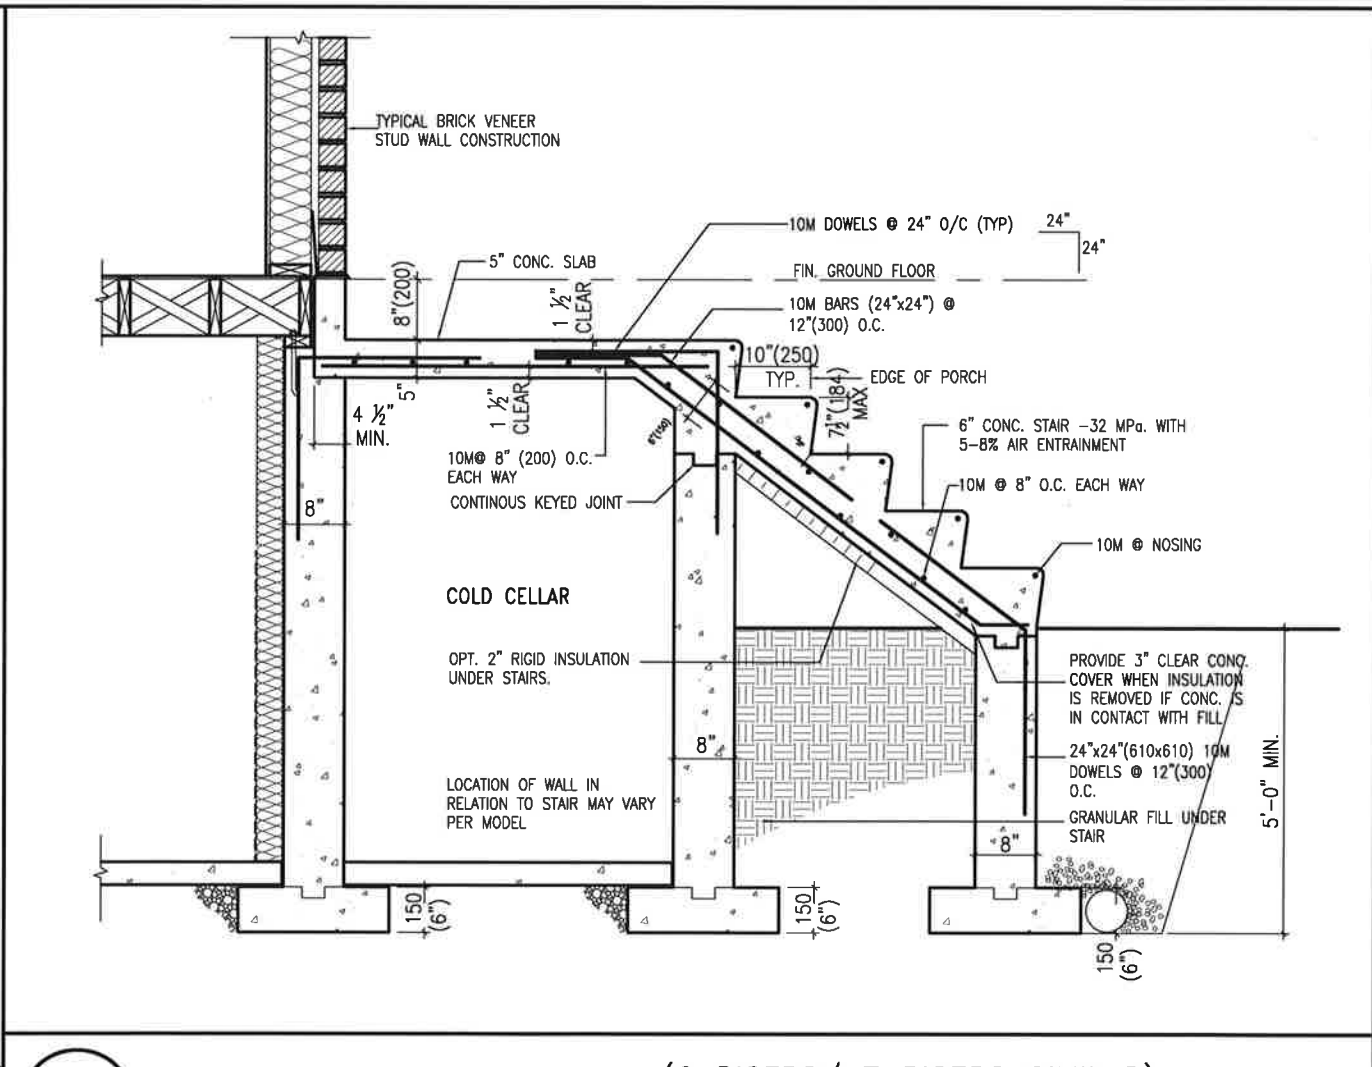 TYPICAL BRICK VENEER
STUD WALL CONSTRUCTION
10M DOWELS @ 24" O/C (TYP)
24"
24"
5" CONC. SLAB
FIN. GROUND FLOOR
8"(200)
1 ½"
CLEAR
10M BARS (24"x24") @
12"(300) O.C.
10"(250)
TYP.
EDGE OF PORCH
7½"(184)
MAX
5"
4 ½"
MIN.
1 ½"
CLEAR
6"(150)
6" CONC. STAIR -32 MPa. WITH
5-8% AIR ENTRAINMENT
10M@ 8" (200) O.C.
EACH WAY
CONTINOUS KEYED JOINT
10M @ 8" O.C. EACH WAY
8"
10M @ NOSING
COLD CELLAR
OPT. 2" RIGID INSULATION
UNDER STAIRS.
PROVIDE 3" CLEAR CONC.
COVER WHEN INSULATION
IS REMOVED IF CONC. IS
IN CONTACT WITH FILL
8"
24"x24"(610x610) 10M
DOWELS @ 12"(300)
O.C.
LOCATION OF WALL IN
RELATION TO STAIR MAY VARY
PER MODEL
GRANULAR FILL UNDER
STAIR
5'-0" MIN.
8"
150
(6")
150
(6")
150
(6")